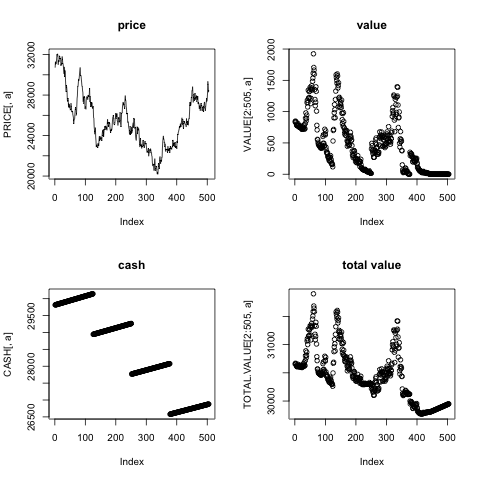 price
PRICE[, a]
20000 24000 28000 32000
0 100 200 300 400 500
Index
value
VALUE[2:505, a]
0 500 1000 1500 2000
0 100 200 300 400 500
Index
cash
CASH[, a]
26500 28000 29500
0 100 200 300 400 500
Index
total value
TOTAL.VALUE[2:505, a]
30000 31000
0 100 200 300 400 500
Index